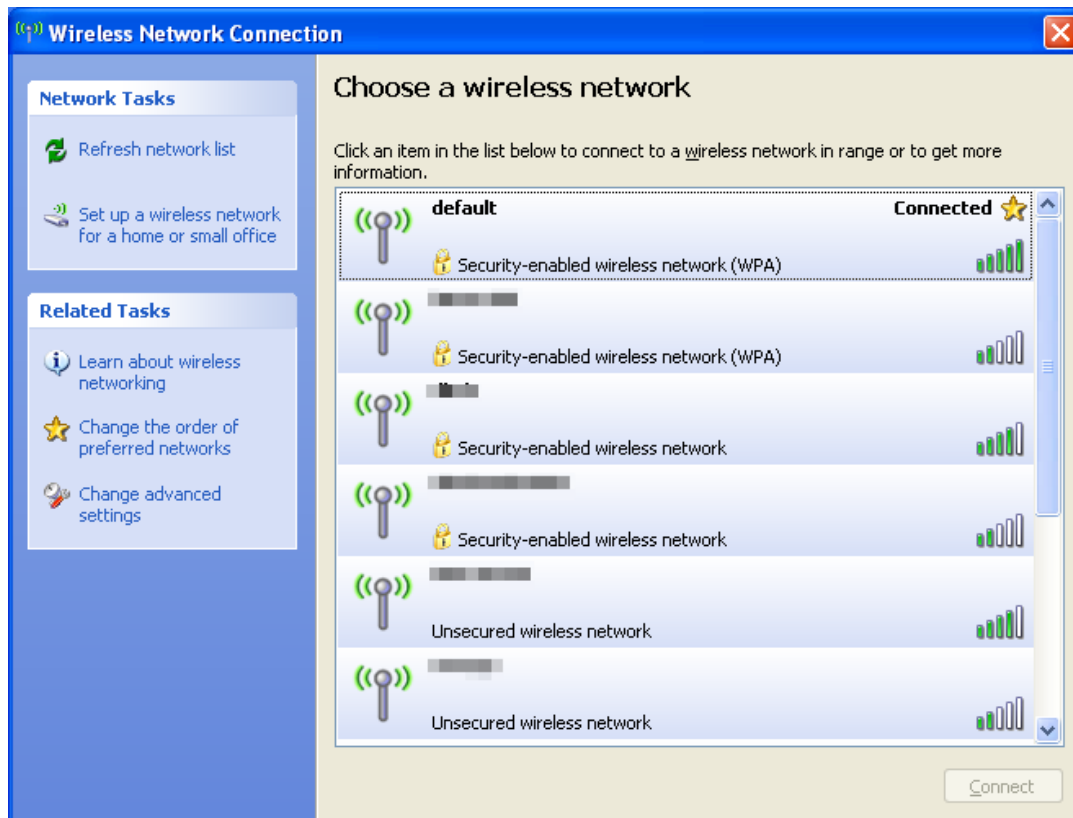 Wireless Network Connection
Network Tasks
Refresh network list
Set up a wireless network
for a home or small office
Related Tasks
Learn about wireless
networking
Change the order of
preferred networks
Change advanced
settings
Choose a wireless network
Click an item in the list below to connect to a wireless network in range or to get more
information.
default Connected
Security-enabled wireless network (WPA)
Security-enabled wireless network (WPA)
Security-enabled wireless network
Security-enabled wireless network
Unsecured wireless network
Unsecured wireless network
Connect